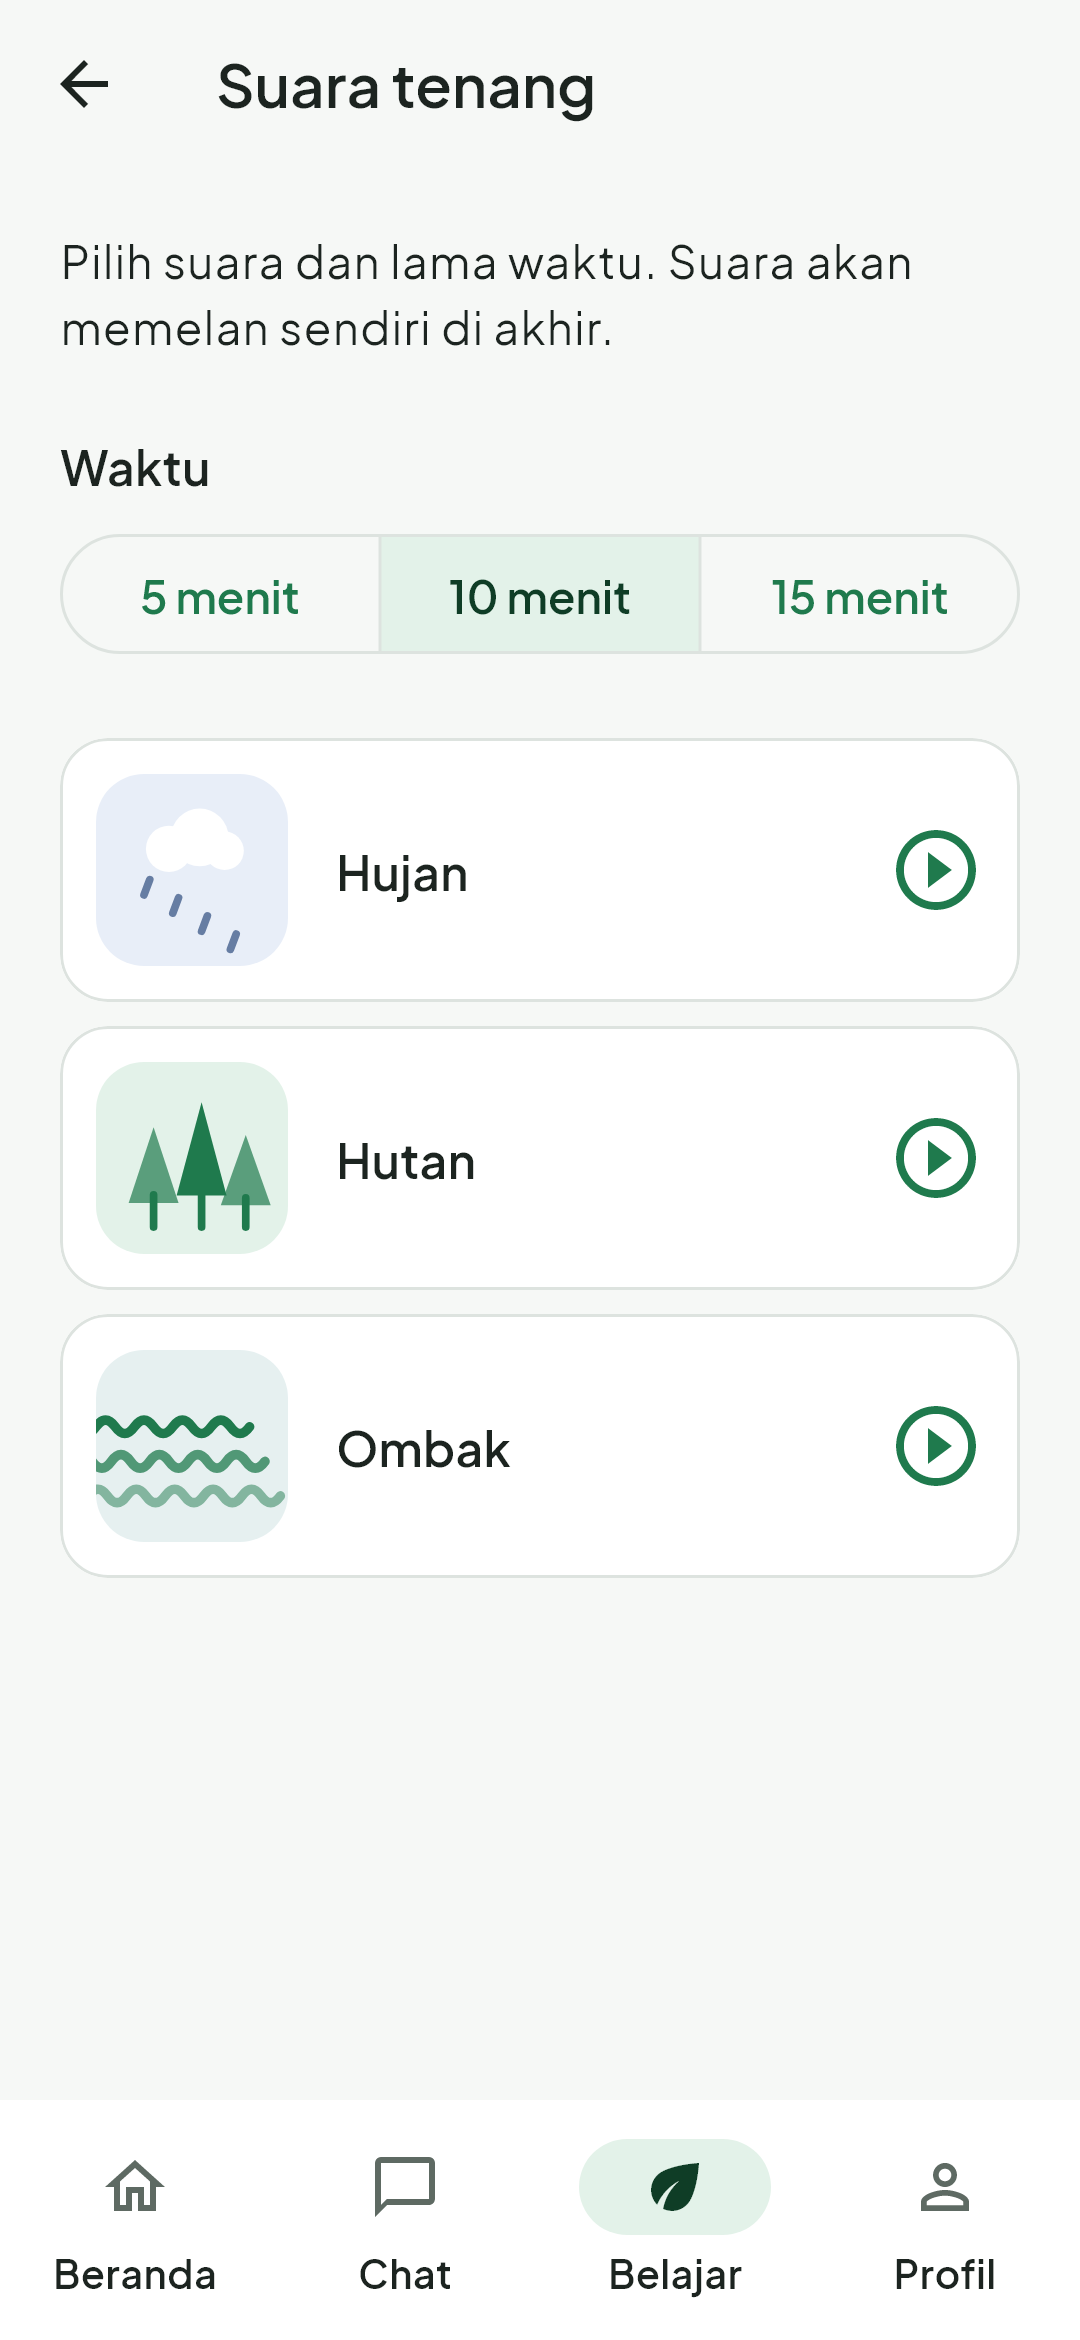 Suara tenang
Pilih suara dan lama waktu. Suara akan
memelan sendiri di akhir.
Waktu
5 menit
10 menit
15 menit
Hujan
Hutan
Ombak
Beranda
Chat
Belajar
Profil